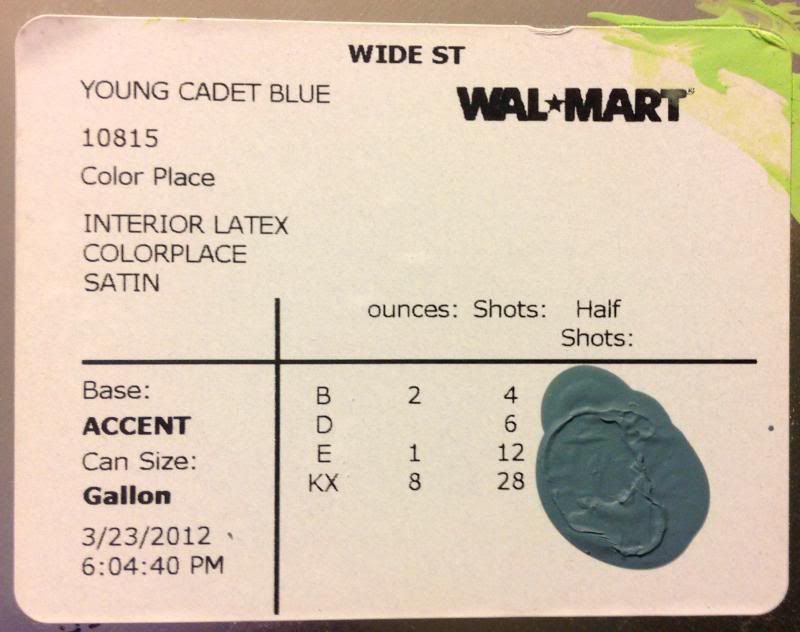 WIDE ST
YOUNG CADET BLUE
WAL★MART®
10815
Color Place
INTERIOR LATEX
COLORPLACE
SATIN
ounces: Shots: Half
Shots:
Base:
ACCENT
Can Size:
Gallon
3/23/2012
6:04:40 PM
B 2 4
D 6
E 1 12
KX 8 28